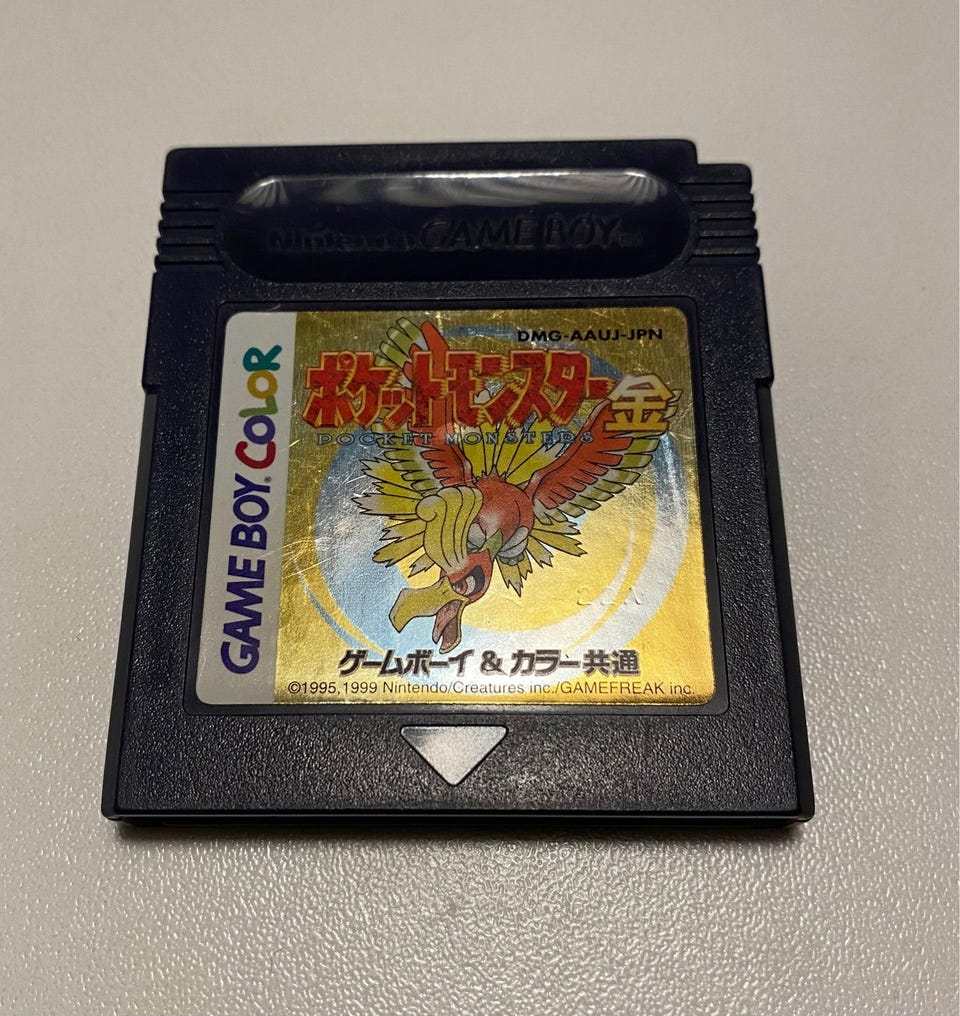 Nintendo GAME BOY TM
GAME BOY® COLOR
DMG-AAUJ-JPN
ポケットモンスター金
POCKET MONSTERS
ゲームボーイ & カラー共通
©1995,1999 Nintendo/Creatures inc./GAMEFREAK inc.